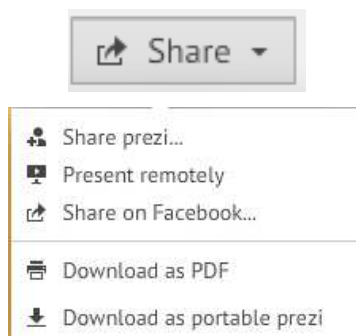 Share
Share prezi...
Present remotely
Share on Facebook...
Download as PDF
Download as portable prezi